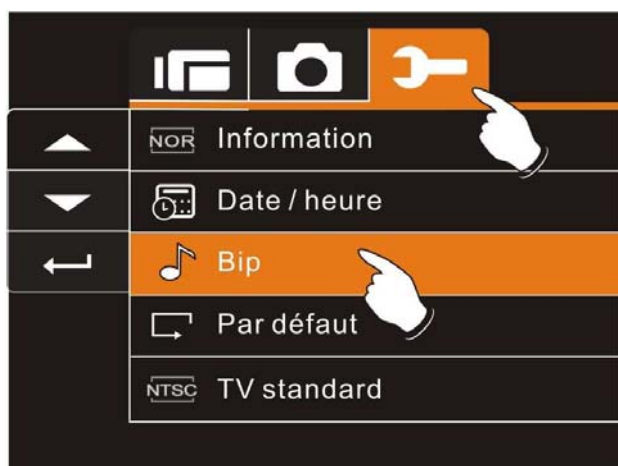 NOR Information
Date / heure
Bip
Par défaut
NTSC TV standard